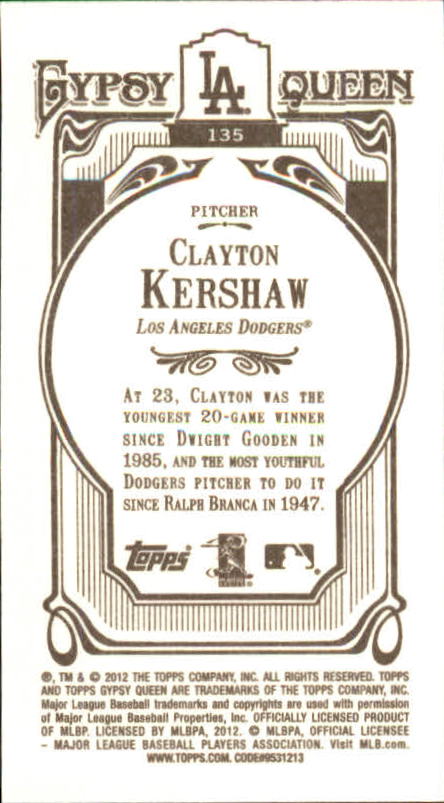 GYPSY LA QUEEN
135
PITCHER
CLAYTON
KERSHAW
LOS ANGELES DODGERS®
AT 23, CLAYTON WAS THE
YOUNGEST 20-GAME WINNER
SINCE DWIGHT GOODEN IN
1985, AND THE MOST YOUTHFUL
DODGERS PITCHER TO DO IT
SINCE RALPH BRANCA IN 1947.
Topps
®, TM & © 2012 THE TOPPS COMPANY, INC. ALL RIGHTS RESERVED. TOPPS
AND TOPPS GYPSY QUEEN ARE TRADEMARKS OF THE TOPPS COMPANY, INC.
Major League Baseball trademarks and copyrights are used with permission
of Major League Baseball Properties, Inc. OFFICIALLY LICENSED PRODUCT
OF MLBP. LICENSED BY MLBPA, 2012. © MLBPA, OFFICIAL LICENSEE
– MAJOR LEAGUE BASEBALL PLAYERS ASSOCIATION. Visit MLB.com.
WWW.TOPPS.COM. CODE#9531213